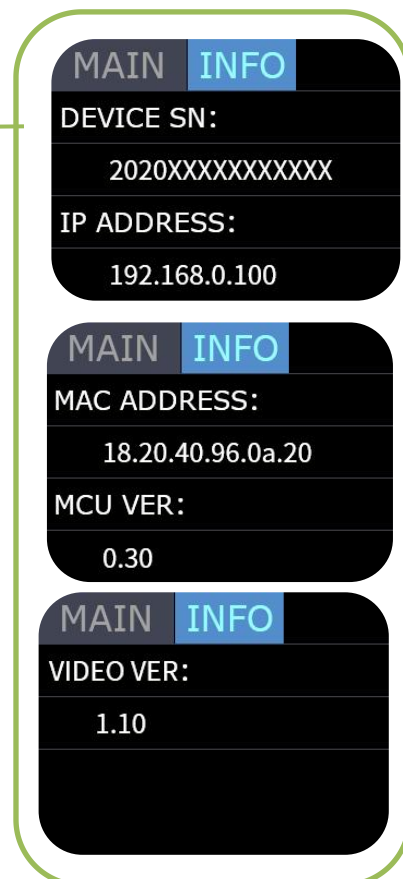 MAIN INFO
DEVICE SN:
2020XXXXXXXXXXX
IP ADDRESS:
192.168.0.100
MAIN INFO
MAC ADDRESS:
18.20.40.96.0a.20
MCU VER:
0.30
MAIN INFO
VIDEO VER:
1.10